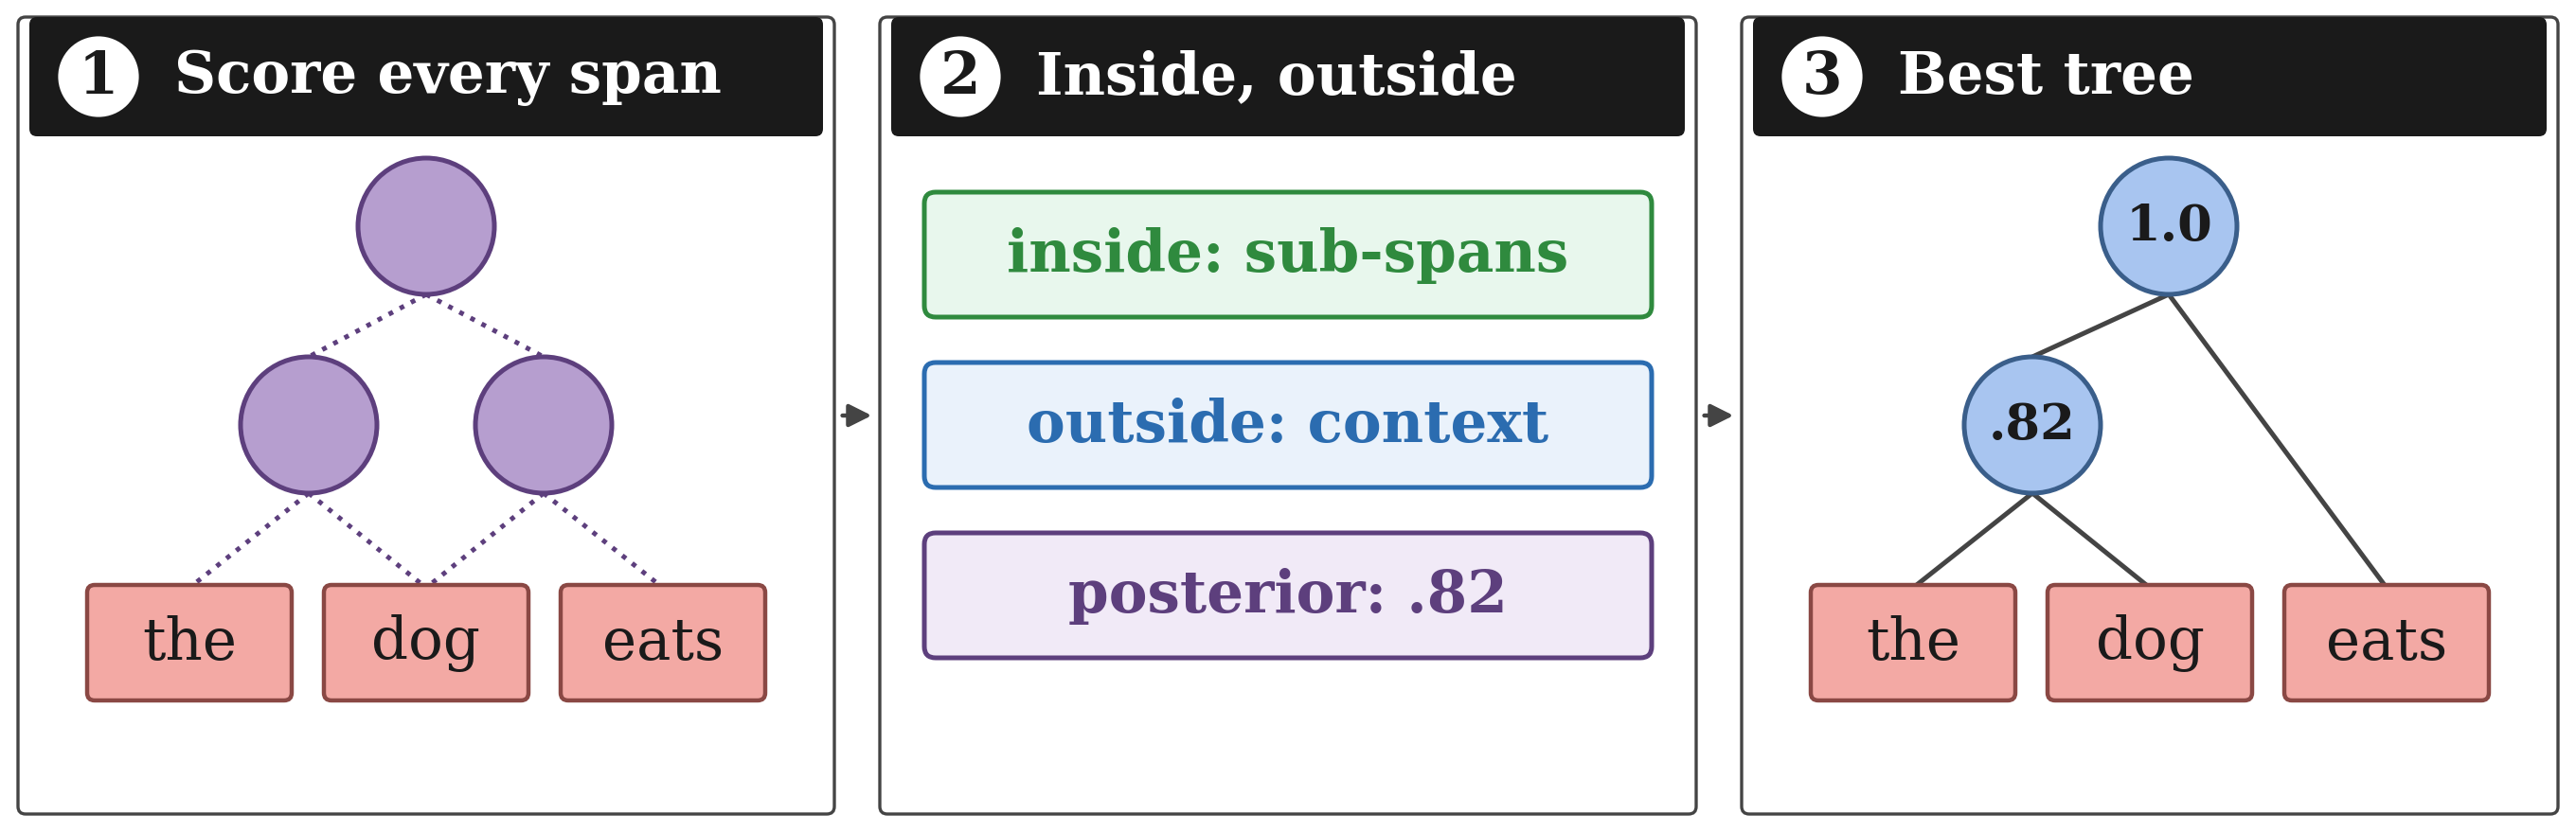 1 Score every span
the dog eats
2 Inside, outside
inside: sub-spans
outside: context
posterior: .82
3 Best tree
1.0
.82
the dog eats